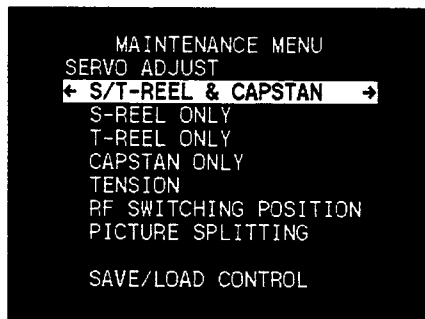 MAINTENANCE MENU
SERVO ADJUST
← S/T-REEL & CAPSTAN →
S-REEL ONLY
T-REEL ONLY
CAPSTAN ONLY
TENSION
RF SWITCHING POSITION
PICTURE SPLITTING
SAVE/LOAD CONTROL